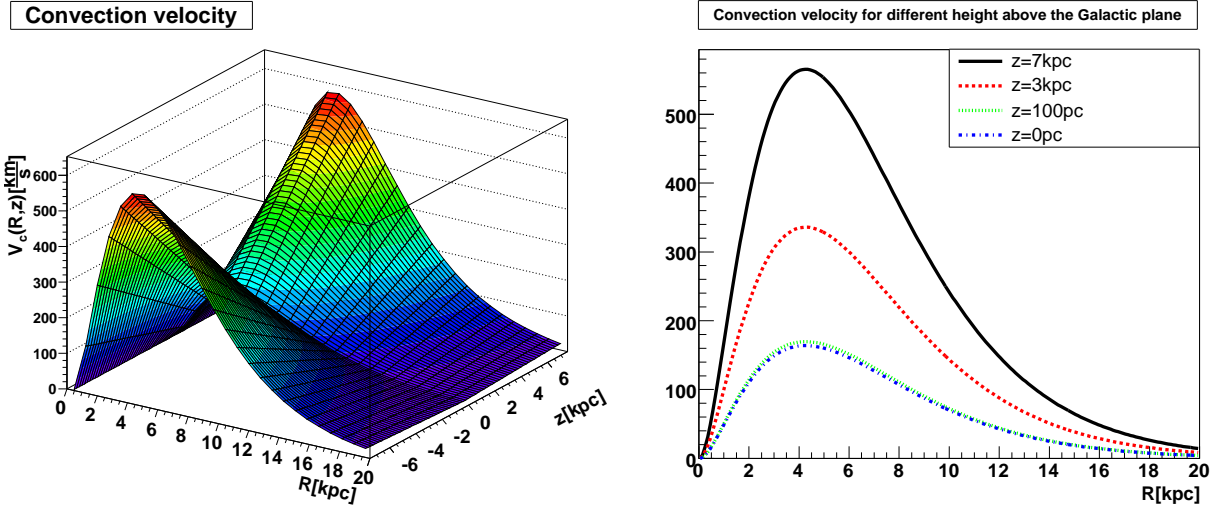 Convection velocity
V_c(R,z)[km/s]
600
500
400
300
200
100
0
0 2 4 6 8 10 12 14 16 18 20
R[kpc]
-6 -4 -2 0 2 4 6
z[kpc]
Convection velocity for different height above the Galactic plane
z=7kpc
z=3kpc
z=100pc
z=0pc
500
400
300
200
100
0
0 2 4 6 8 10 12 14 16 18 20
R[kpc]